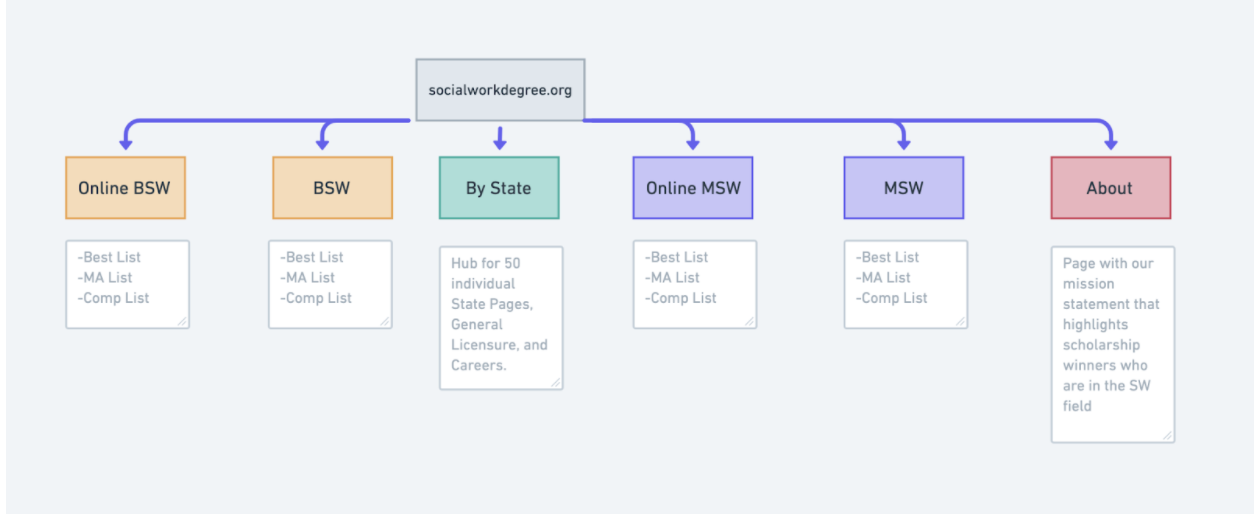 socialworkdegree.org
Online BSW
BSW
By State
Online MSW
MSW
About
-Best List
-MA List
-Comp List
-Best List
-MA List
-Comp List
Hub for 50
individual
State Pages,
General
Licensure, and
Careers.
-Best List
-MA List
-Comp List
-Best List
-MA List
-Comp List
Page with our
mission
statement that
highlights
scholarship
winners who
are in the SW
field